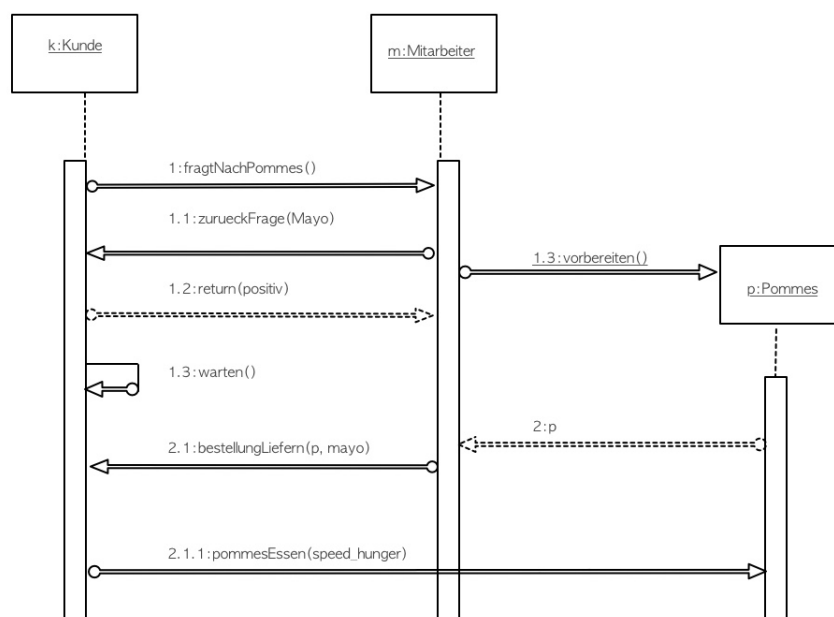 k:Kunde
m:Mitarbeiter
1:fragtNachPommes()
1.1:zurueckFrage(Mayo)
1.3:vorbereiten()
1.2:return(positiv)
p:Pommes
1.3:warten()
2:p
2.1:bestellungLiefern(p, mayo)
2.1.1:pommesEssen(speed_hunger)